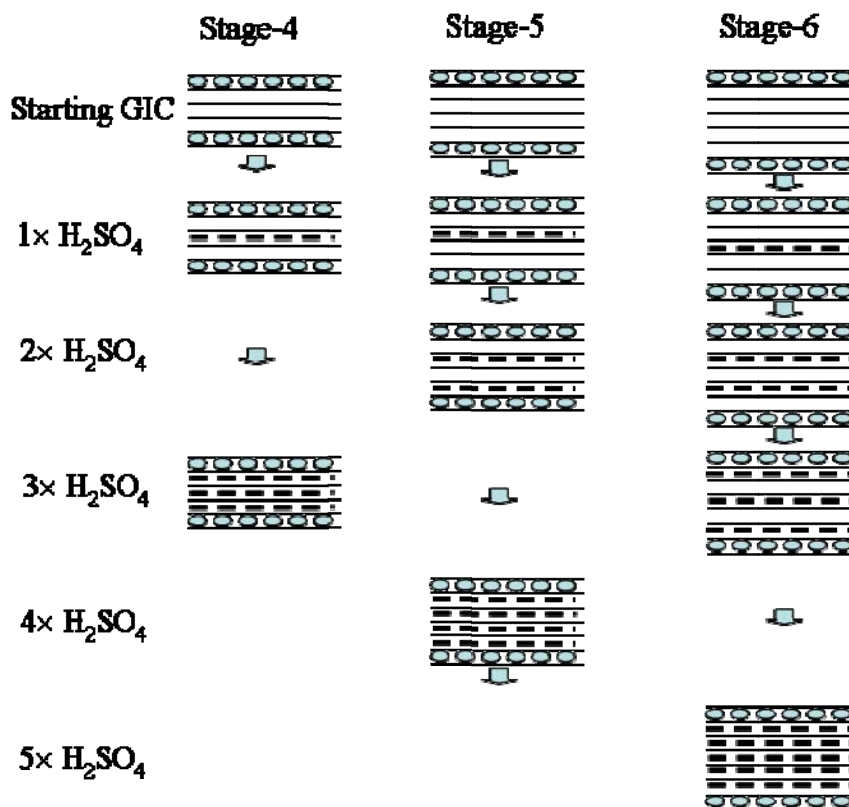 Stage-4 Stage-5 Stage-6
Starting GIC
1× H₂SO₄
2× H₂SO₄
3× H₂SO₄
4× H₂SO₄
5× H₂SO₄